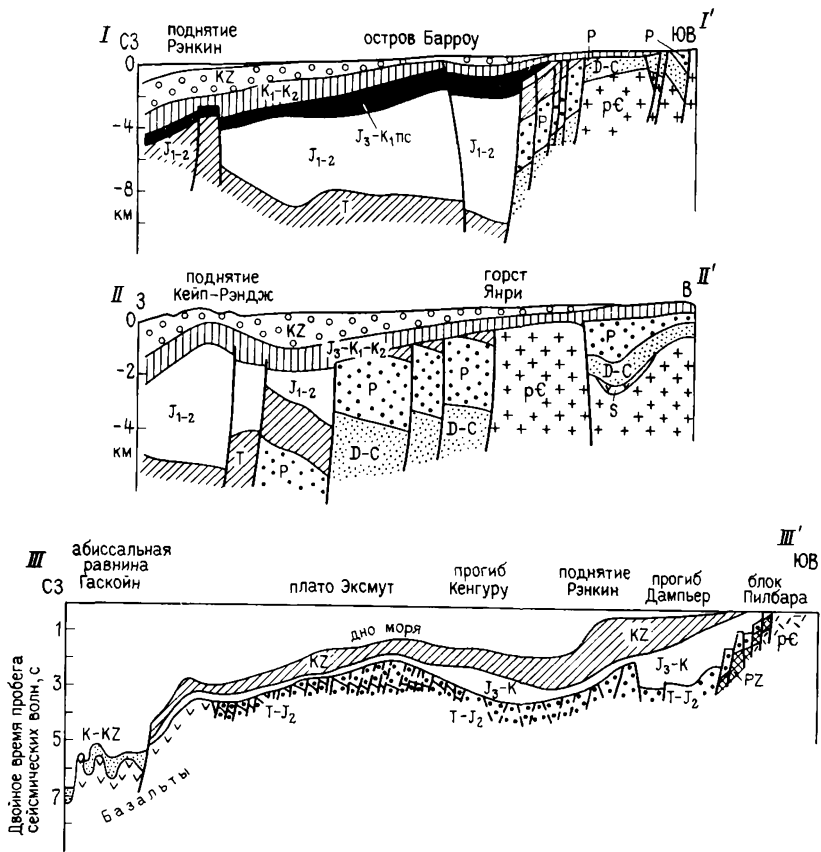 I СЗ
поднятие
Рэнкин
остров Барроу
P
P
ЮВ I'
0
-4
-8
км
KZ
K₁-K₂
J₃-K₁пс
J₁₋₂
J₁₋₂
J₁₋₂
T
P
D-C
p€
II З
поднятие
Кейп-Рэндж
горст
Янри
В II'
0
-2
-4
км
KZ
J₃-K₁-K₂
J₁₋₂
J₁₋₂
T
P
P
P
D-C
D-C
p€
P
D-C
S
III
СЗ
абиссальная
равнина
Гаскойн
плато Эксмут
прогиб
Кенгуру
поднятие
Рэнкин
прогиб
Дампьер
блок
Пилбара
III'
ЮВ
1
3
5
7
Двойное время пробега
сейсмических волн, с
дно моря
KZ
KZ
J₃-K
J₃-K
T-J₂
T-J₂
T-J₂
PZ
p€
K-KZ
Базальты